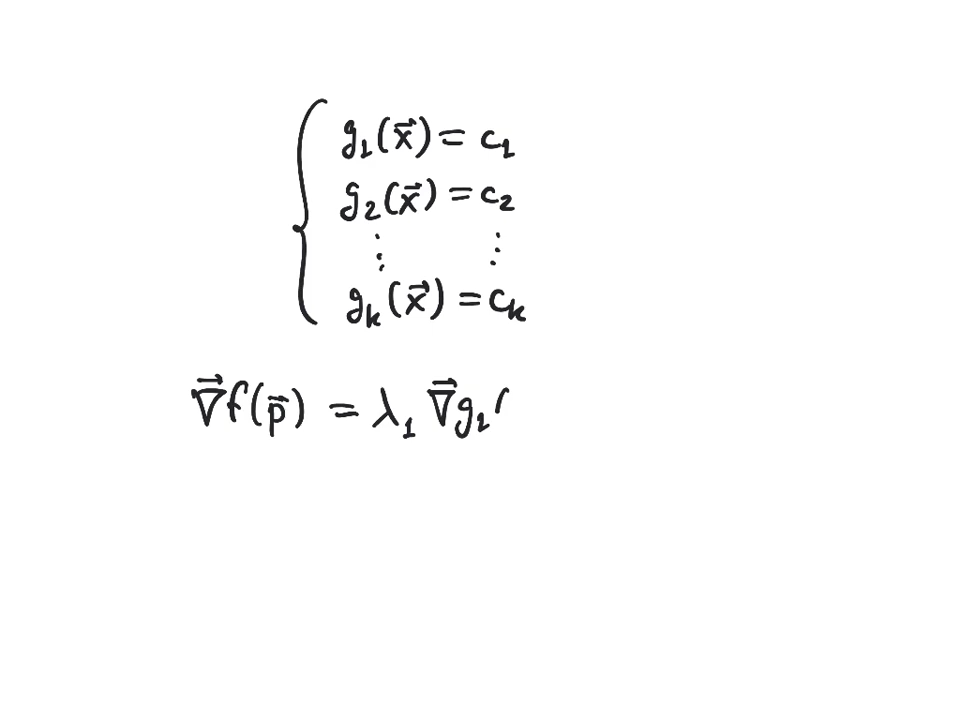 g₁(x⃗) = c₁
g₂(x⃗) = c₂
⋮ ⋮
gₖ(x⃗) = cₖ
∇⃗f(p⃗) = λ₁ ∇⃗g₁(